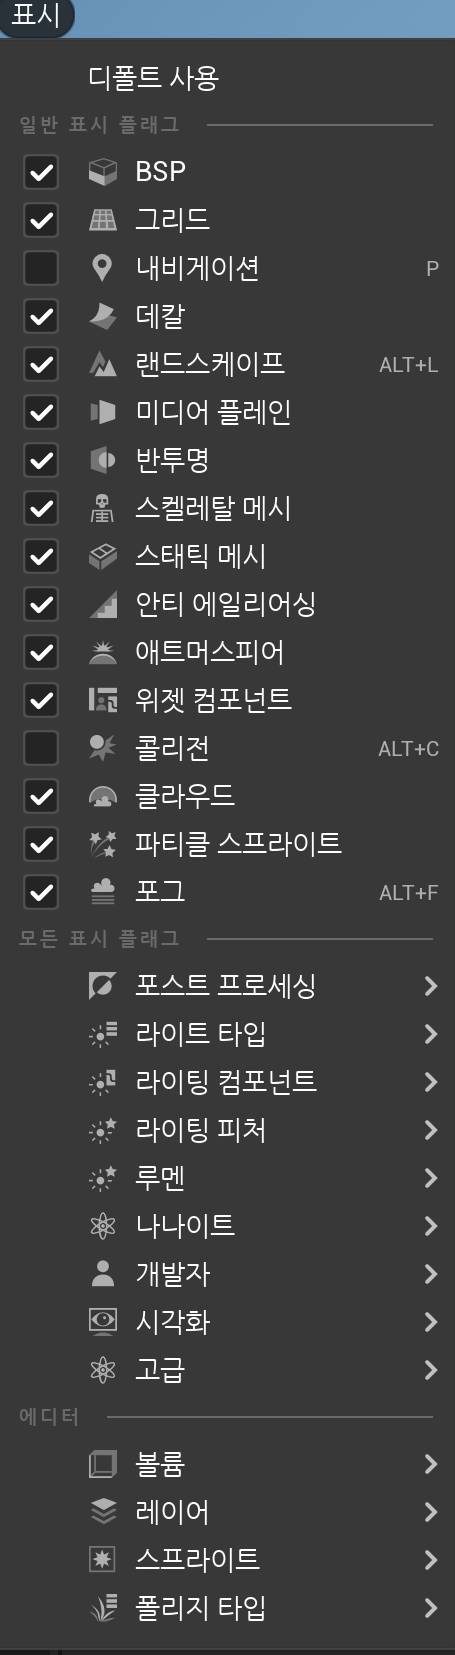 표시
디폴트 사용
일반 표시 플래그
BSP
그리드
내비게이션 P
데칼
랜드스케이프 ALT+L
미디어 플레인
반투명
스켈레탈 메시
스태틱 메시
안티 에일리어싱
애트머스피어
위젯 컴포넌트
콜리전 ALT+C
클라우드
파티클 스프라이트
포그 ALT+F
모든 표시 플래그
포스트 프로세싱
라이트 타입
라이팅 컴포넌트
라이팅 피처
루멘
나나이트
개발자
시각화
고급
에디터
볼륨
레이어
스프라이트
폴리지 타입